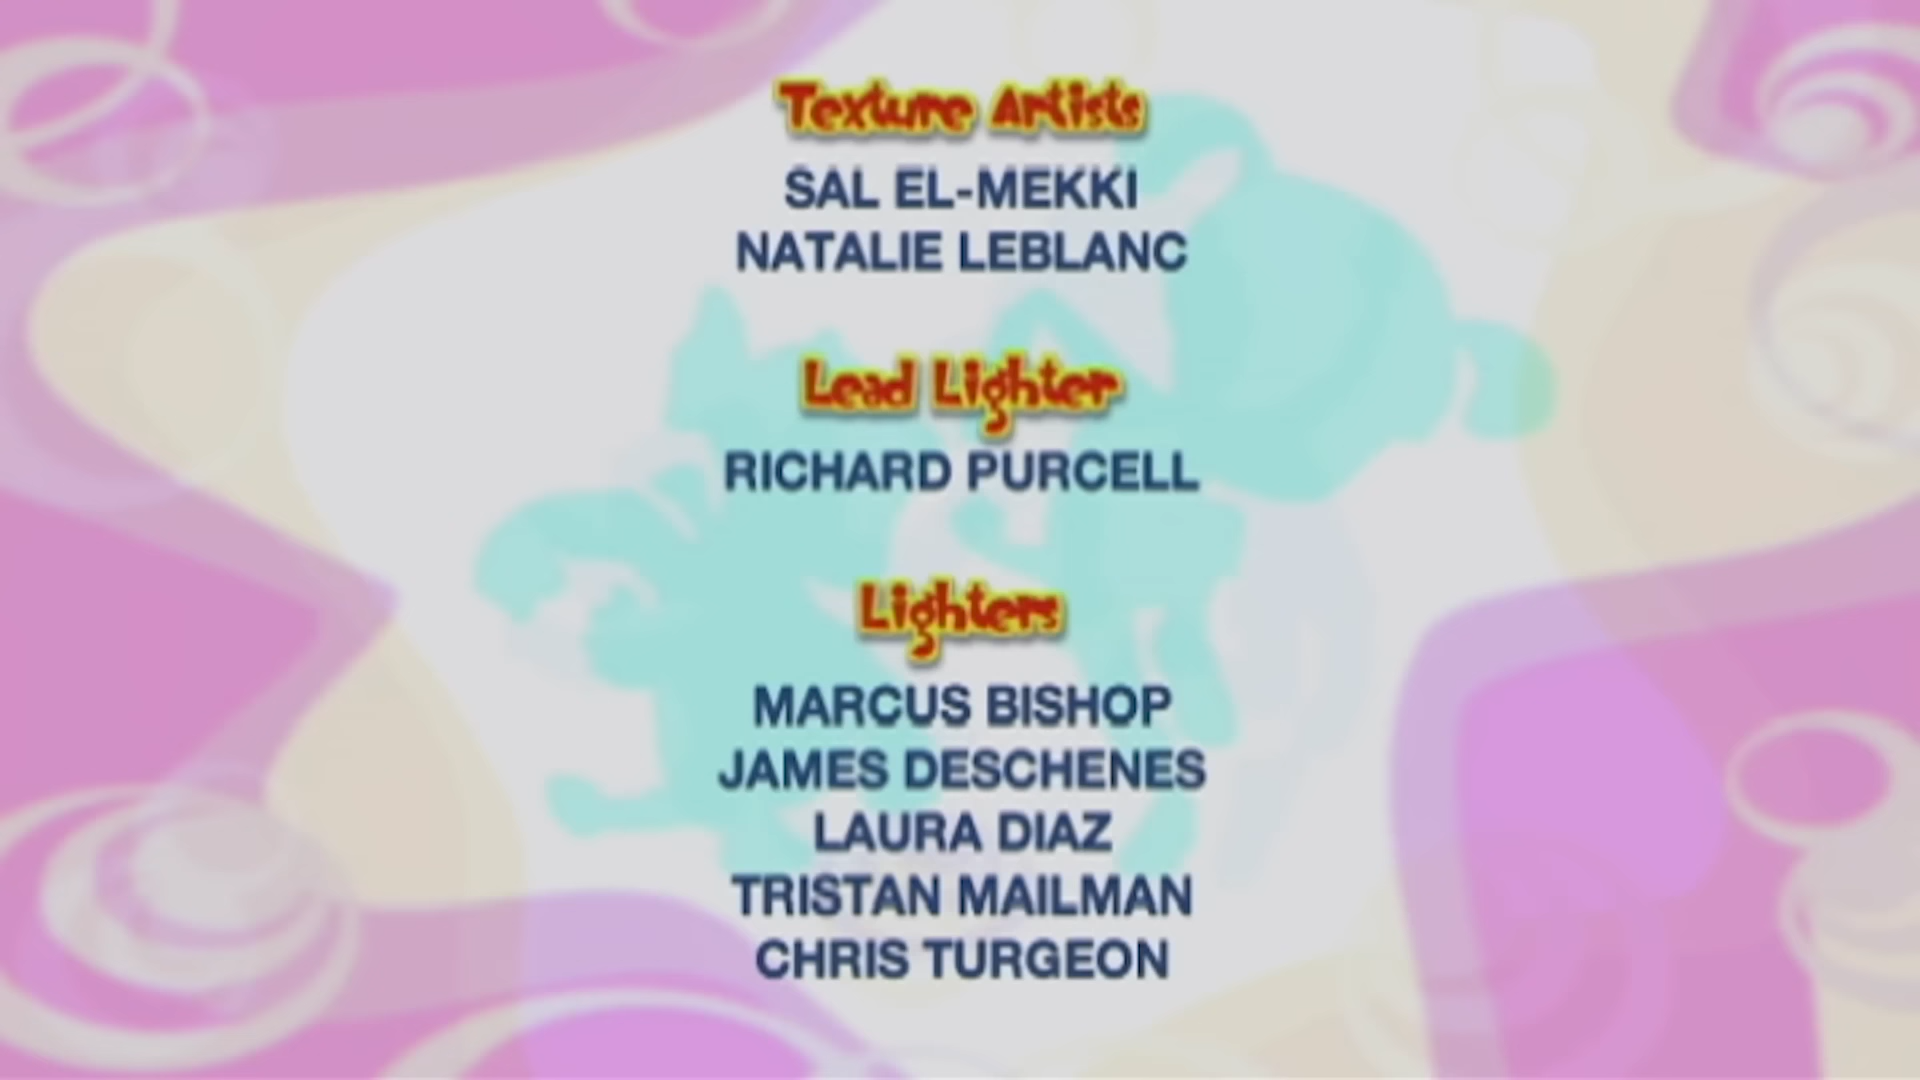 Texture Artists
SAL EL-MEKKI
NATALIE LEBLANC
Lead Lighter
RICHARD PURCELL
Lighters
MARCUS BISHOP
JAMES DESCHENES
LAURA DIAZ
TRISTAN MAILMAN
CHRIS TURGEON